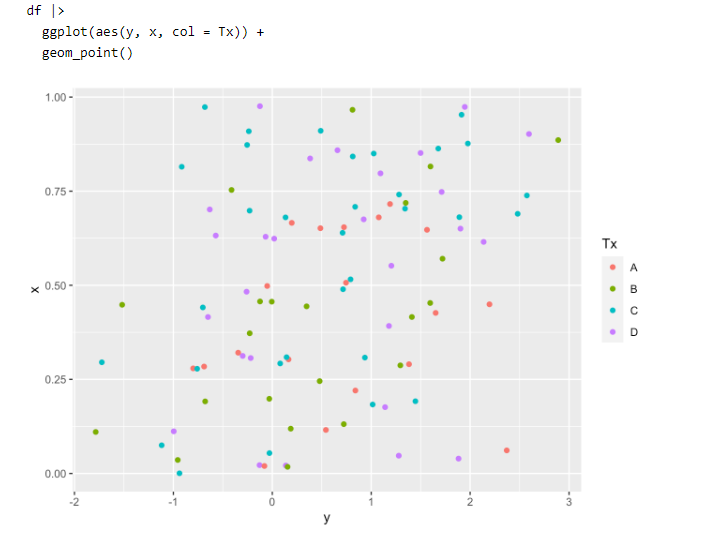 df |>
ggplot(aes(y, x, col = Tx)) +
geom_point()
1.00
0.75
0.50
0.25
0.00
x
-2 -1 0 1 2 3
y
Tx
A
B
C
D